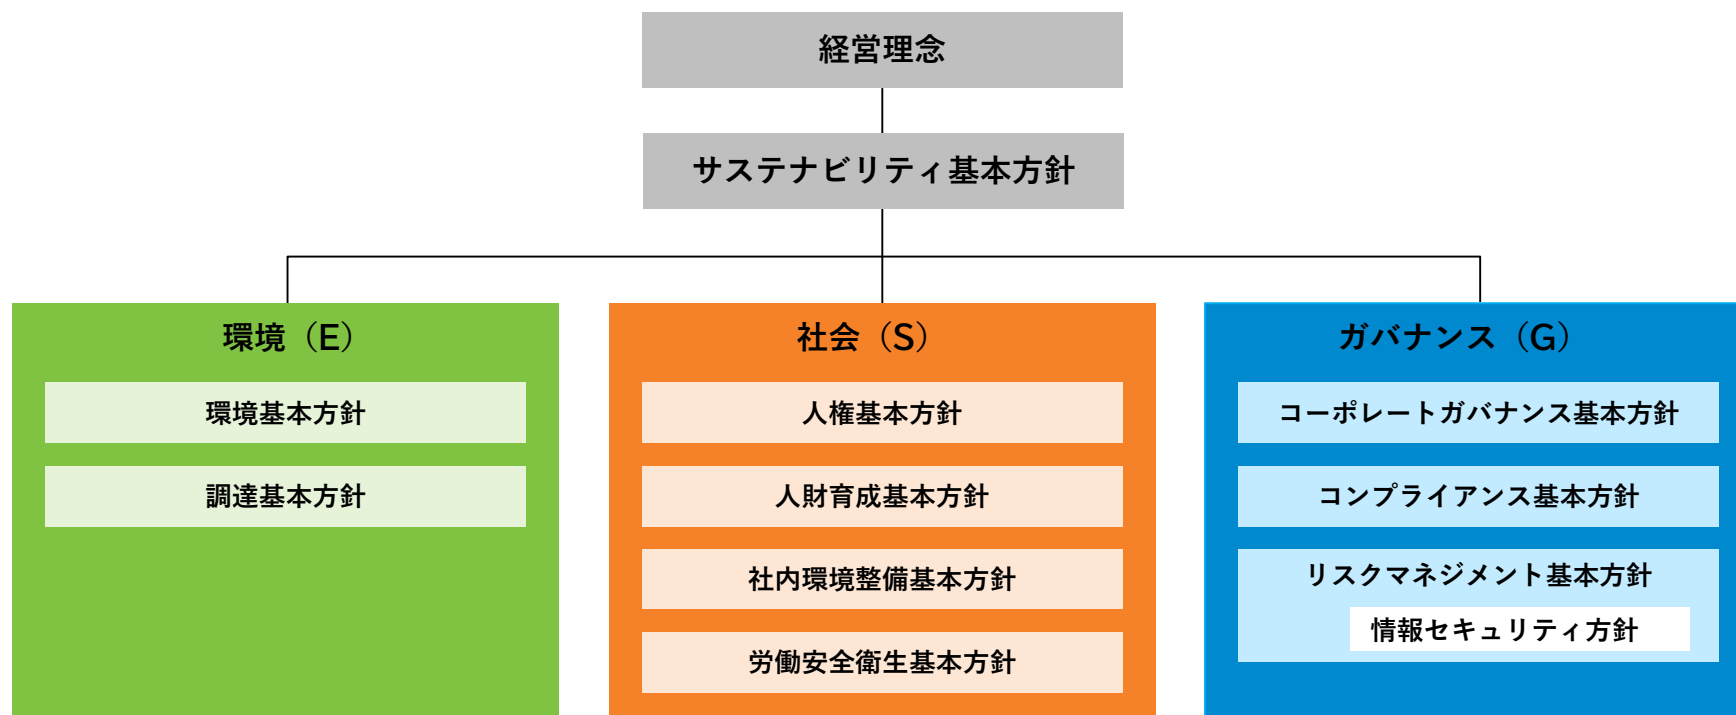 経営理念
サステナビリティ基本方針
環境（E）
環境基本方針
調達基本方針
社会（S）
人権基本方針
人財育成基本方針
社内環境整備基本方針
労働安全衛生基本方針
ガバナンス（G）
コーポレートガバナンス基本方針
コンプライアンス基本方針
リスクマネジメント基本方針
情報セキュリティ方針